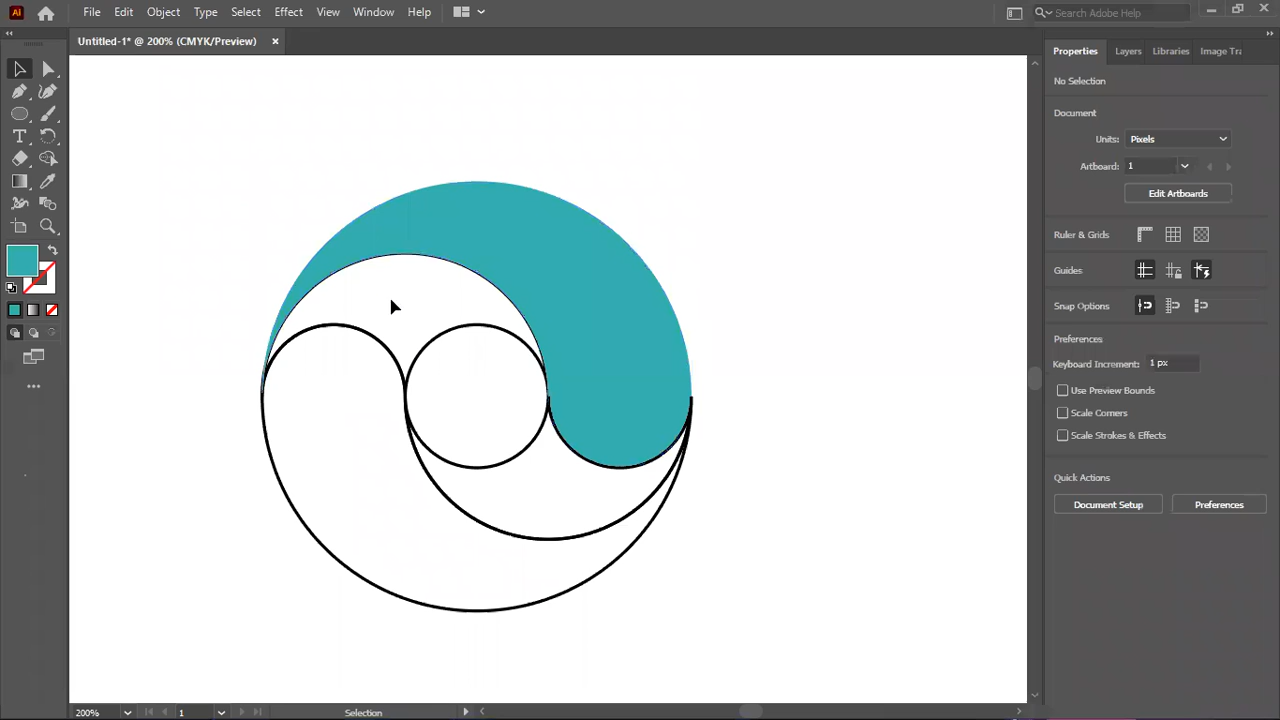 Ai File Edit Object Type Select Effect View Window Help Search Adobe Help
Untitled-1* @ 200% (CMYK/Preview)
Properties Layers Libraries Image Tra
No Selection
Document
Units: Pixels
Artboard: 1
Edit Artboards
Ruler & Grids
Guides
Snap Options
Preferences
Keyboard Increment: 1 px
Use Preview Bounds
Scale Corners
Scale Strokes & Effects
Quick Actions
Document Setup Preferences
200% 1 Selection